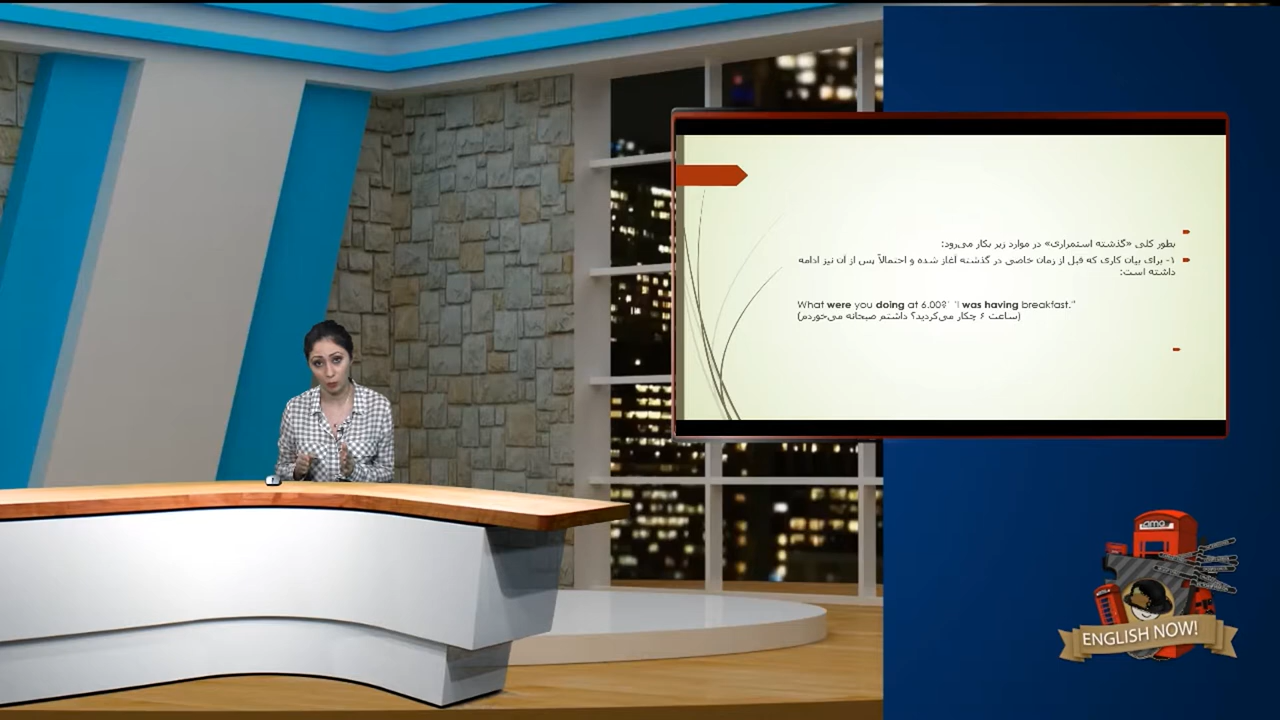 بطور کلی «گذشته استمراری» در موارد زیر بکار می‌رود:
۱- برای بیان کاری که قبل از زمان خاصی در گذشته آغاز شده و احتمالاً پس از آن نیز ادامه
داشته است:
What were you doing at 6.00?' 'I was having breakfast."
(ساعت ۶ چکار می‌کردید؟ داشتم صبحانه می‌خوردم)
ENGLISH NOW!